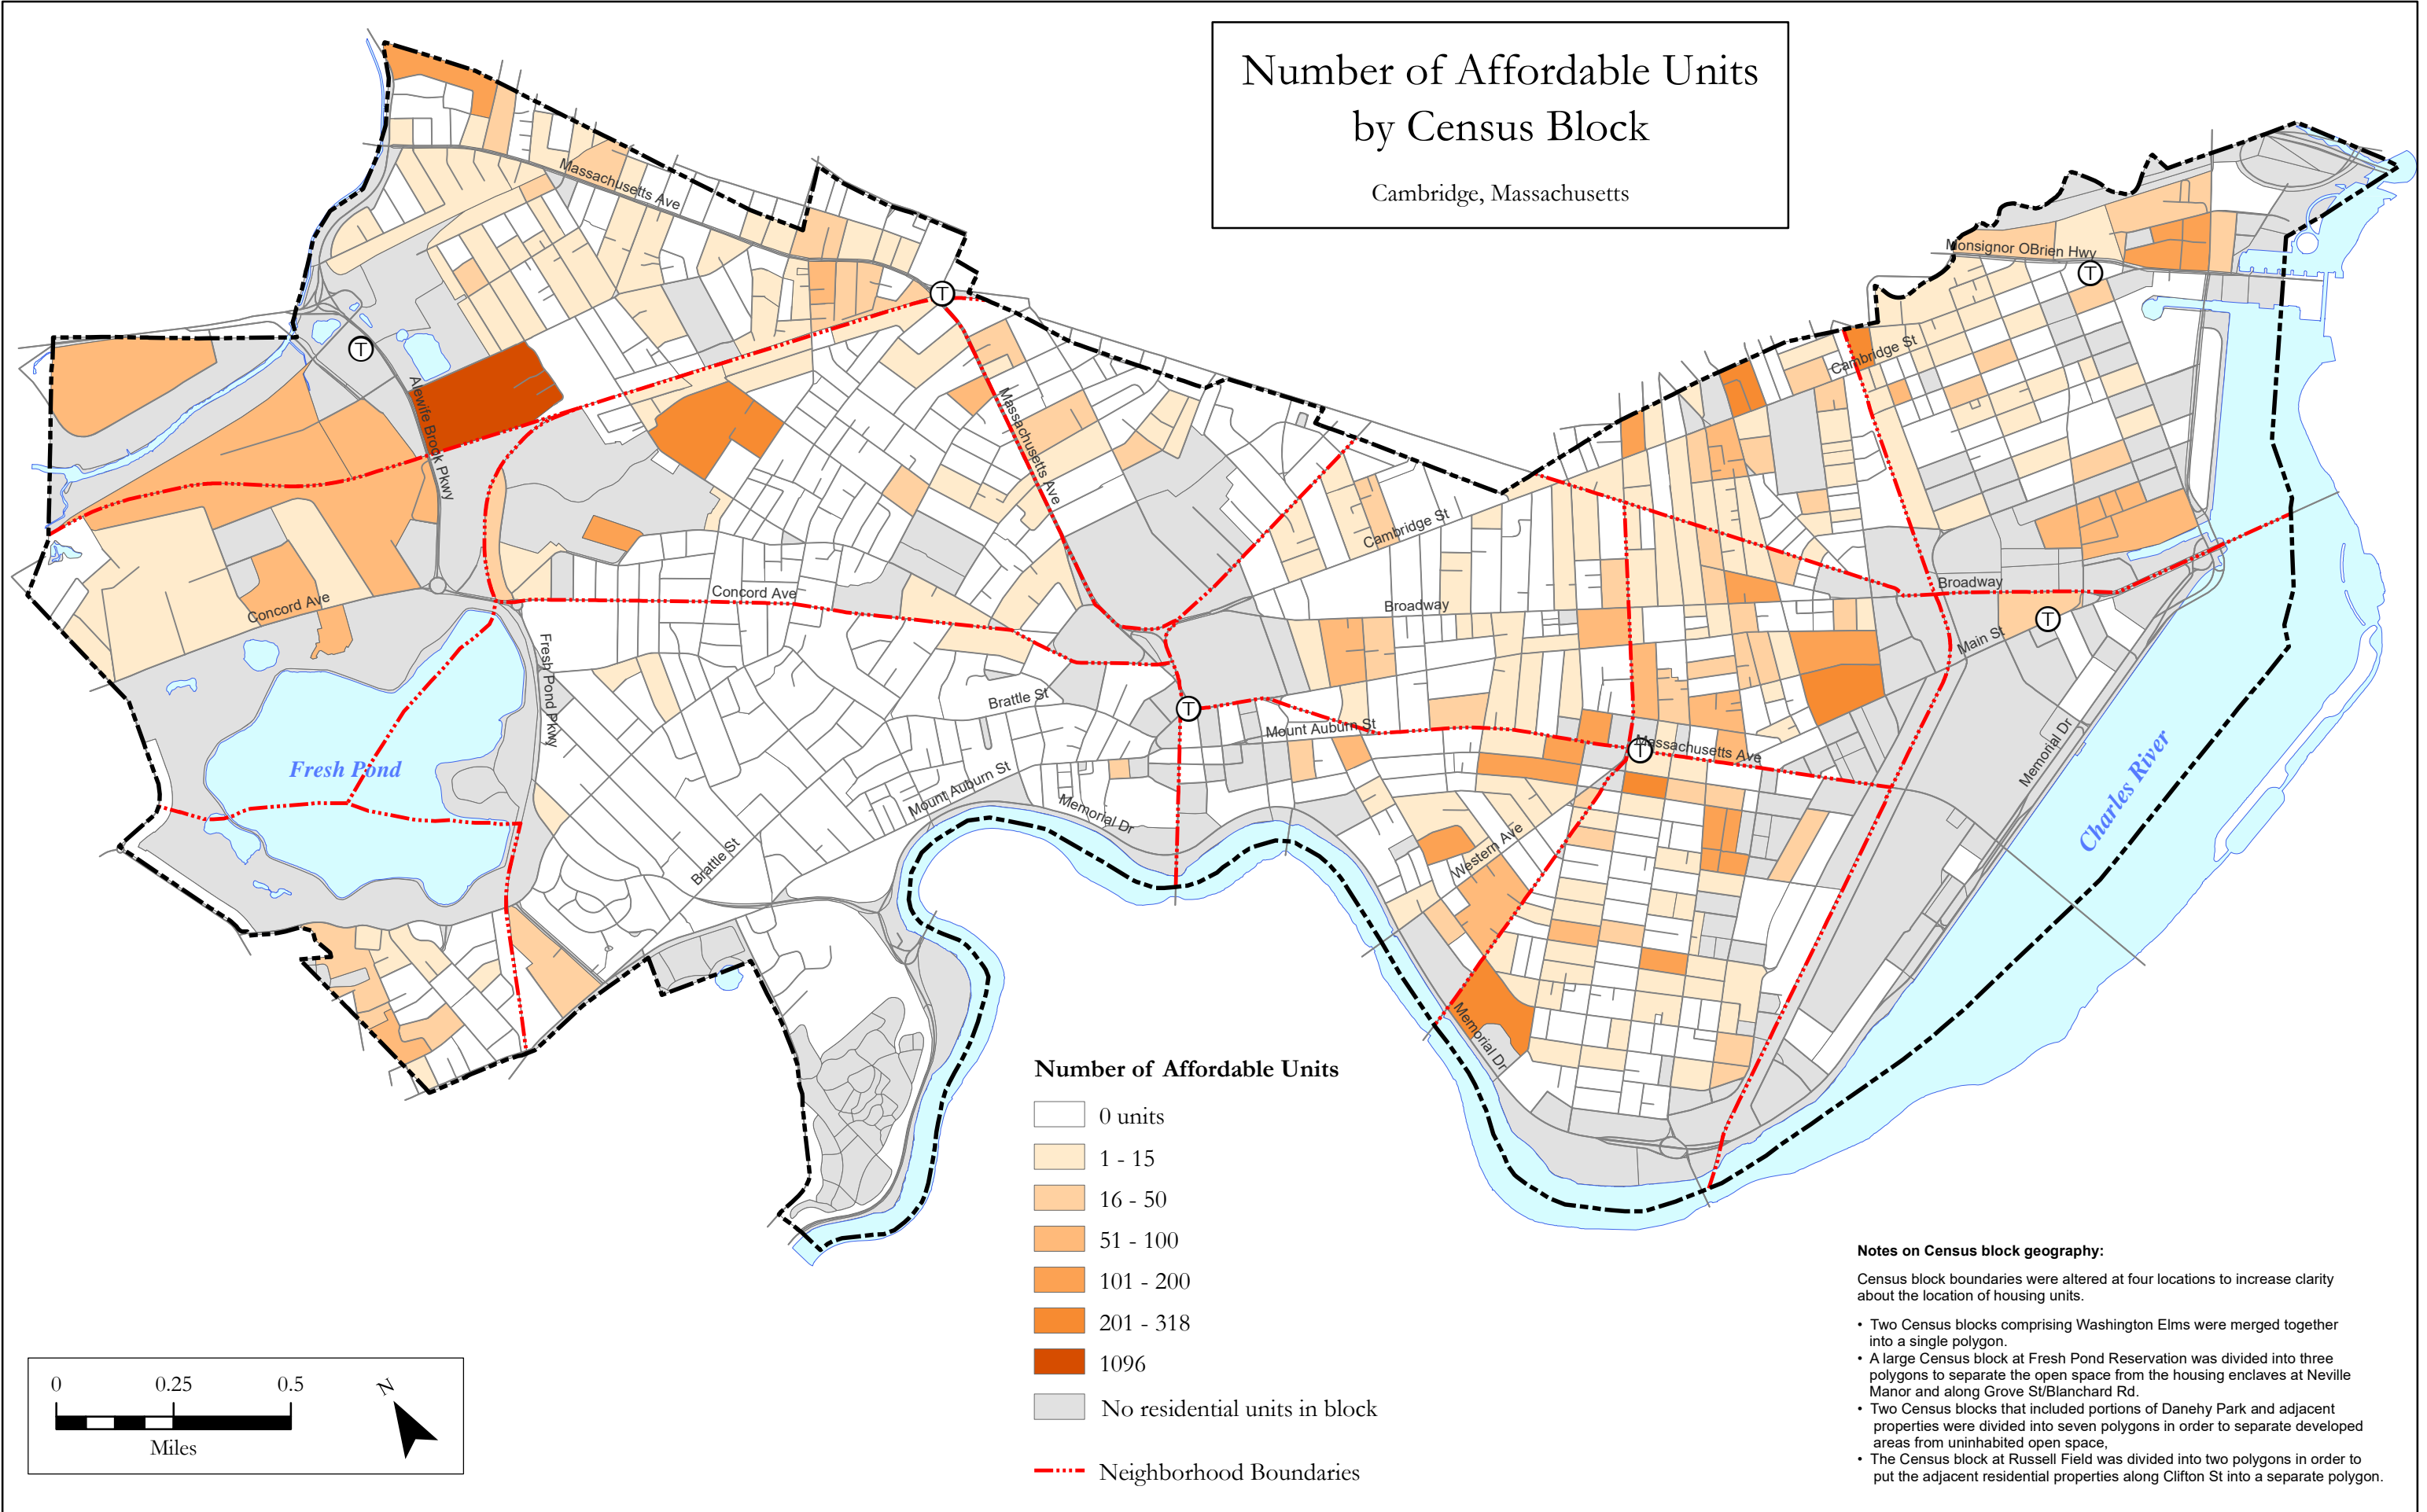 Number of Affordable Units
by Census Block
Cambridge, Massachusetts
Massachusetts Ave
Monsignor OBrien Hwy
T
T
T
Cambridge St
Alewife Brook Pkwy
Massachusetts Ave
Cambridge St
Concord Ave
Concord Ave
Broadway
Broadway
T
Main St
Fresh Pond Pkwy
Brattle St
T
Mount Auburn St
T
Massachusetts Ave
Fresh Pond
Mount Auburn St
Memorial Dr
Memorial Dr
Charles River
Brattle St
Western Ave
Memorial Dr
Number of Affordable Units
0 units
1 - 15
16 - 50
51 - 100
101 - 200
201 - 318
1096
No residential units in block
Neighborhood Boundaries
0 0.25 0.5
Miles
N
Notes on Census block geography:
Census block boundaries were altered at four locations to increase clarity
about the location of housing units.
• Two Census blocks comprising Washington Elms were merged together
into a single polygon.
• A large Census block at Fresh Pond Reservation was divided into three
polygons to separate the open space from the housing enclaves at Neville
Manor and along Grove St/Blanchard Rd.
• Two Census blocks that included portions of Danehy Park and adjacent
properties were divided into seven polygons in order to separate developed
areas from uninhabited open space,
• The Census block at Russell Field was divided into two polygons in order to
put the adjacent residential properties along Clifton St into a separate polygon.